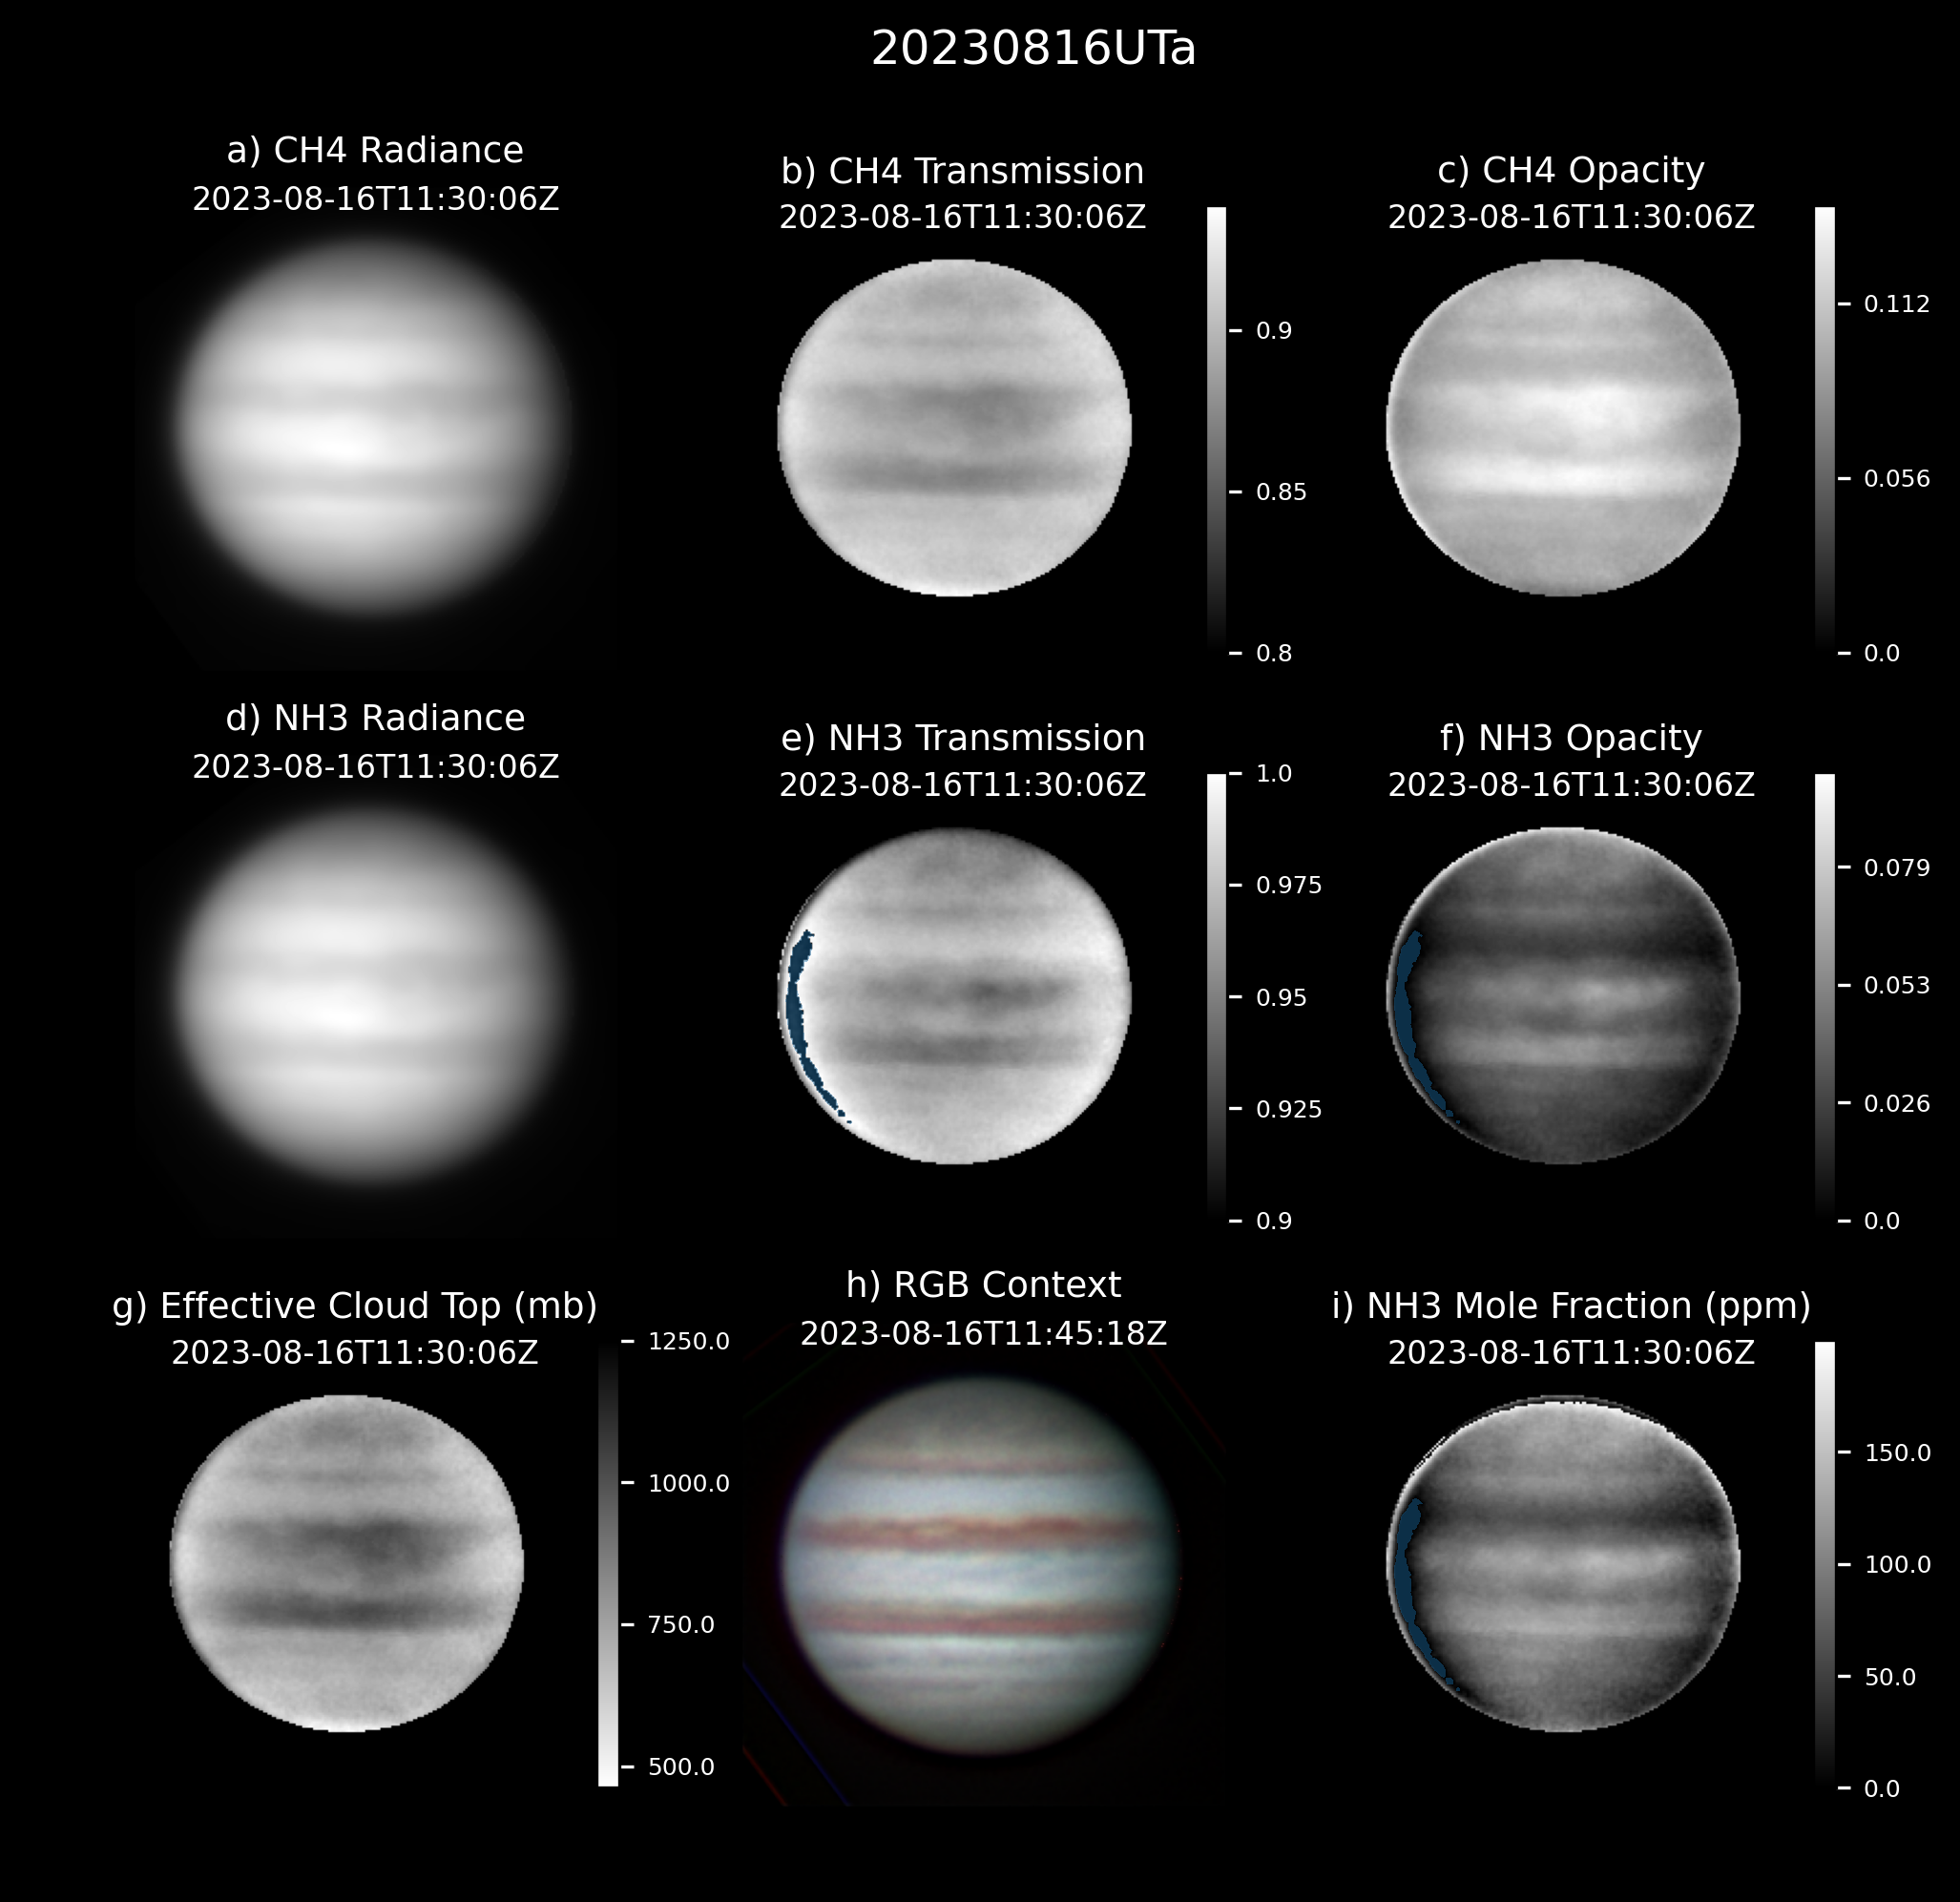 20230816UTa
a) CH4 Radiance
2023-08-16T11:30:06Z
b) CH4 Transmission
2023-08-16T11:30:06Z
0.9
0.85
0.8
c) CH4 Opacity
2023-08-16T11:30:06Z
0.112
0.056
0.0
d) NH3 Radiance
2023-08-16T11:30:06Z
e) NH3 Transmission
2023-08-16T11:30:06Z
1.0
0.975
0.95
0.925
0.9
f) NH3 Opacity
2023-08-16T11:30:06Z
0.079
0.053
0.026
0.0
g) Effective Cloud Top (mb)
2023-08-16T11:30:06Z
1250.0
1000.0
750.0
500.0
h) RGB Context
2023-08-16T11:45:18Z
i) NH3 Mole Fraction (ppm)
2023-08-16T11:30:06Z
150.0
100.0
50.0
0.0